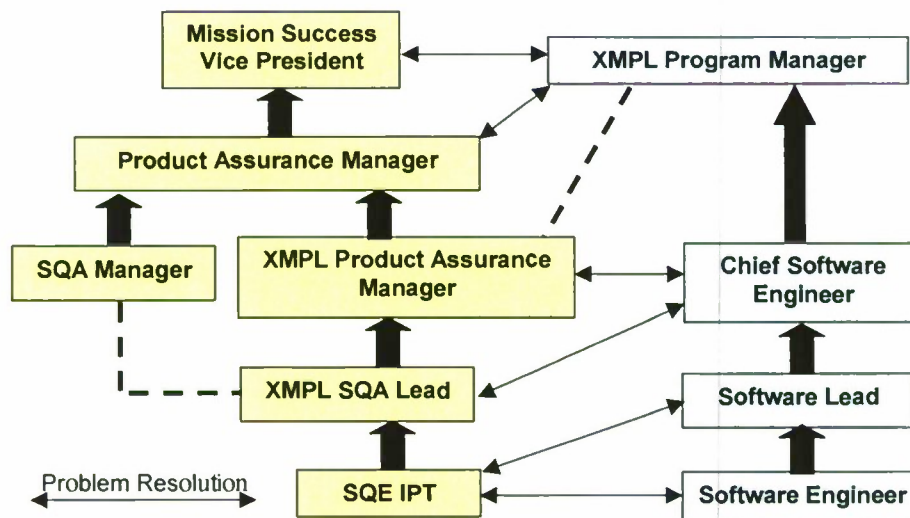 Mission Success
Vice President
XMPL Program Manager
Product Assurance Manager
SQA Manager
XMPL Product Assurance
Manager
Chief Software
Engineer
XMPL SQA Lead
Software Lead
Problem Resolution
SQE IPT
Software Engineer